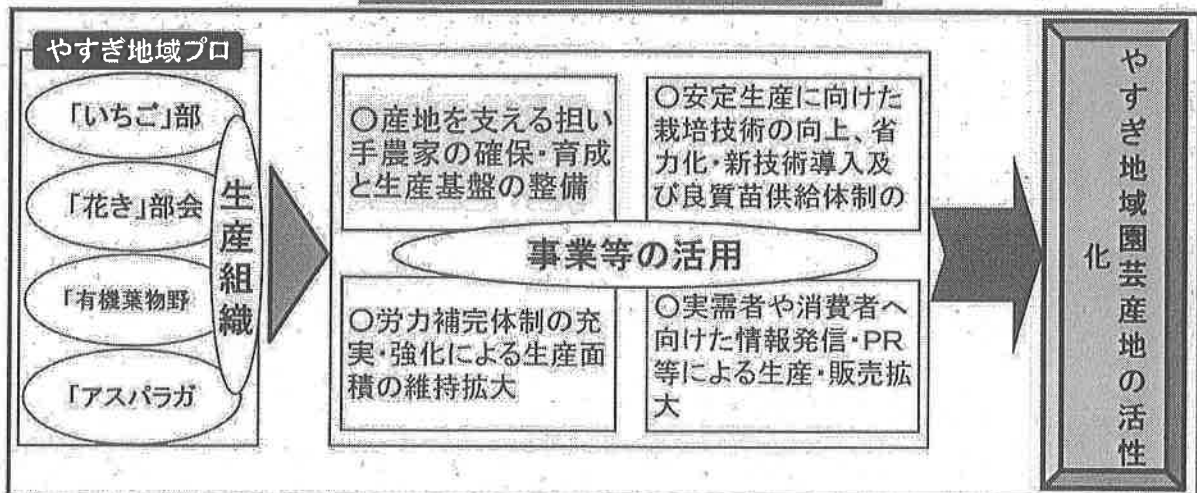 やすぎ地域プロ
「いちご」部
「花き」部会
「有機葉物野
「アスパラガ
生産組織
〇産地を支える担い
手農家の確保・育成
と生産基盤の整備
〇安定生産に向けた
栽培技術の向上、省
力化・新技術導入及
び良質苗供給体制の
事業等の活用
〇労力補完体制の充
実・強化による生産面
積の維持拡大
〇実需者や消費者へ
向けた情報発信・PR
等による生産・販売拡
大
やすぎ地域園芸産地の活性
化